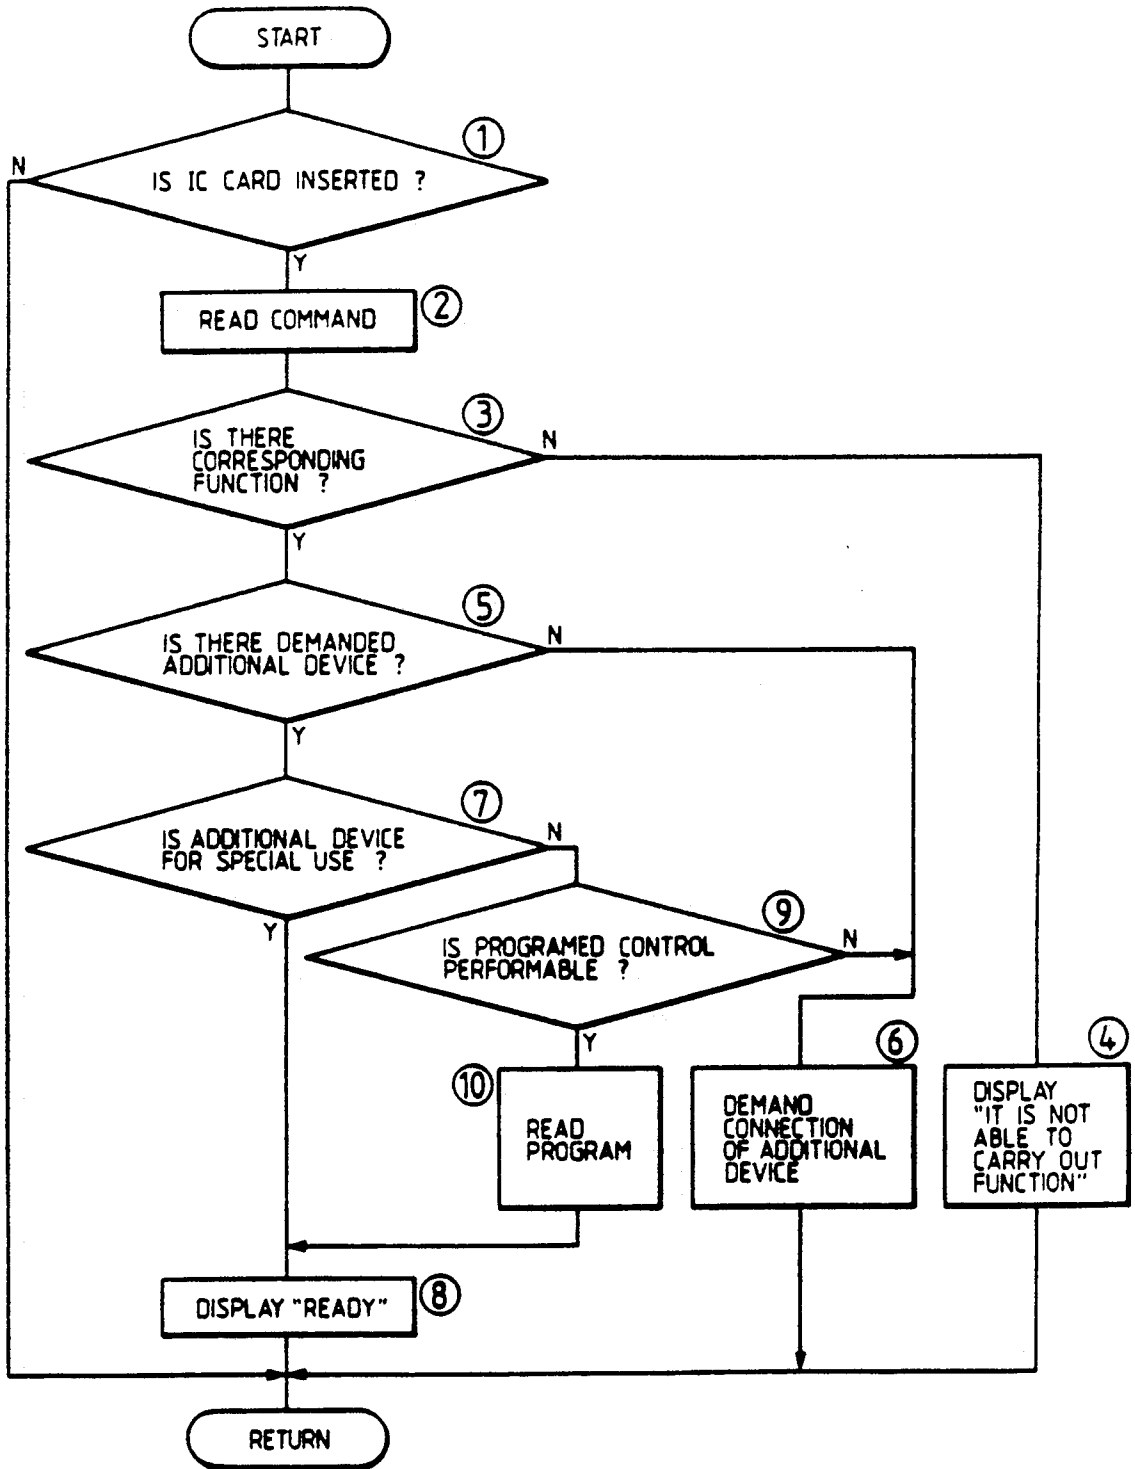 START
1
N
IS IC CARD INSERTED ?
Y
2
READ COMMAND
3
N
IS THERE
CORRESPONDING
FUNCTION ?
Y
5
N
IS THERE DEMANDED
ADDITIONAL DEVICE ?
Y
7
N
IS ADDITIONAL DEVICE
FOR SPECIAL USE ?
Y
9
N
IS PROGRAMED CONTROL
PERFORMABLE ?
Y
10
READ
PROGRAM
6
DEMAND
CONNECTION
OF ADDITIONAL
DEVICE
4
DISPLAY
"IT IS NOT
ABLE TO
CARRY OUT
FUNCTION"
8
DISPLAY "READY"
RETURN